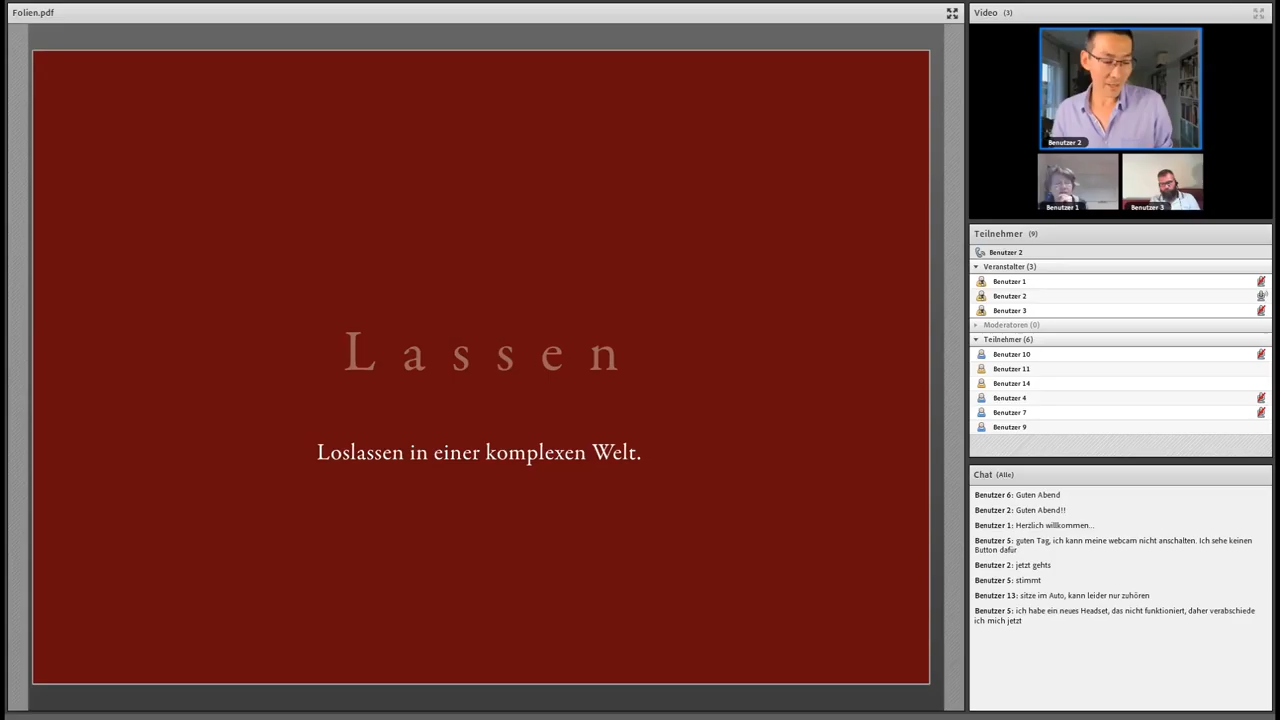 Folien.pdf
L a s s e n
Loslassen in einer komplexen Welt.
Video (3)
Benutzer 2
Benutzer 1
Benutzer 3
Teilnehmer (9)
Benutzer 2
Veranstalter (3)
Benutzer 1
Benutzer 2
Benutzer 3
Moderatoren (0)
Teilnehmer (6)
Benutzer 10
Benutzer 11
Benutzer 14
Benutzer 4
Benutzer 7
Benutzer 9
Chat (Alle)
Benutzer 6: Guten Abend
Benutzer 2: Guten Abend!!
Benutzer 1: Herzlich willkommen...
Benutzer 5: guten Tag, ich kann meine webcam nicht anschalten. Ich sehe keinen
Button dafür
Benutzer 2: jetzt gehts
Benutzer 5: stimmt
Benutzer 13: sitze im Auto, kann leider nur zuhören
Benutzer 5: ich habe ein neues Headset, das nicht funktioniert, daher verabschiede
ich mich jetzt